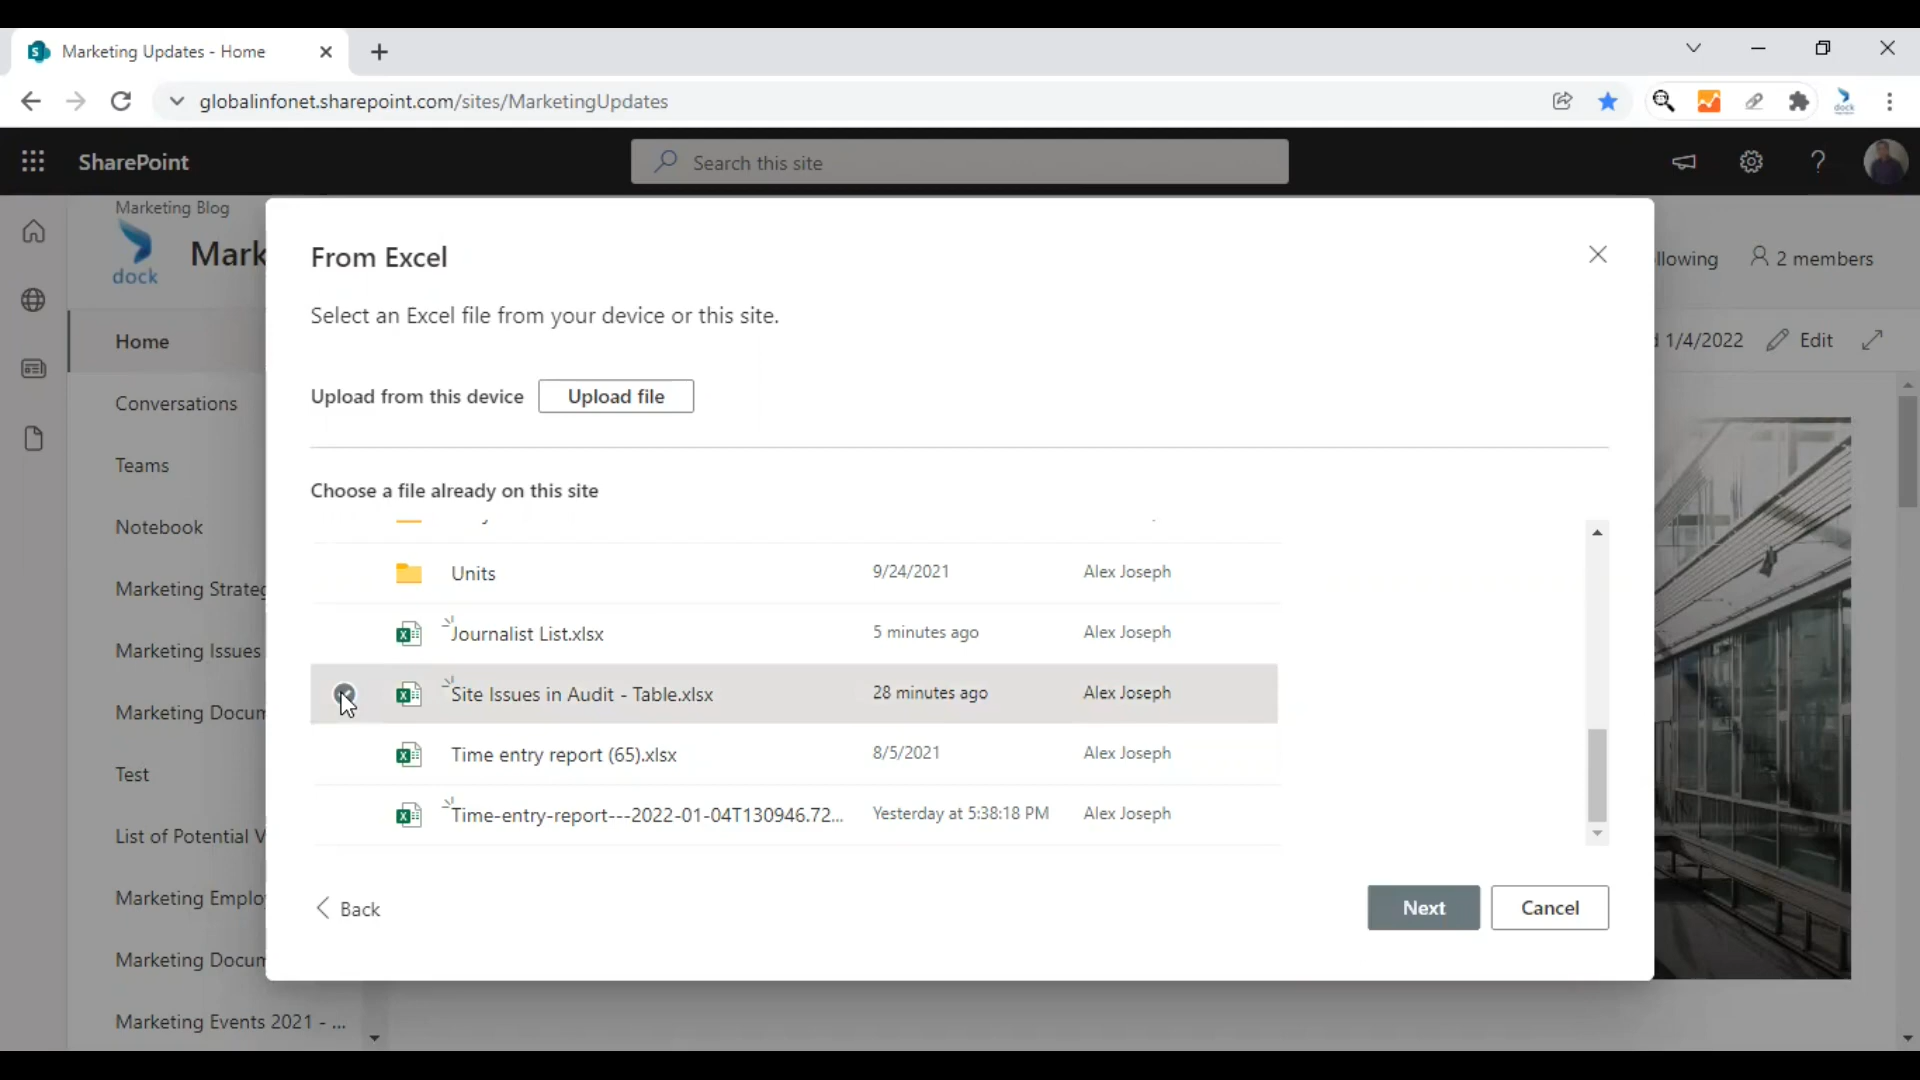 Marketing Updates - Home
globalinfonet.sharepoint.com/sites/MarketingUpdates
SharePoint
Search this site
Marketing Blog
dock
Mark
llowing
2 members
Home
1/4/2022
Edit
Conversations
Teams
Notebook
Marketing Strateg
Marketing Issues
Marketing Docum
Test
List of Potential V
Marketing Emplo
Marketing Docum
Marketing Events 2021 - ...
From Excel
Select an Excel file from your device or this site.
Upload from this device
Upload file
Choose a file already on this site
Units 9/24/2021 Alex Joseph
Journalist List.xlsx 5 minutes ago Alex Joseph
Site Issues in Audit - Table.xlsx 28 minutes ago Alex Joseph
Time entry report (65).xlsx 8/5/2021 Alex Joseph
Time-entry-report---2022-01-04T130946.72... Yesterday at 5:38:18 PM Alex Joseph
Back
Next
Cancel